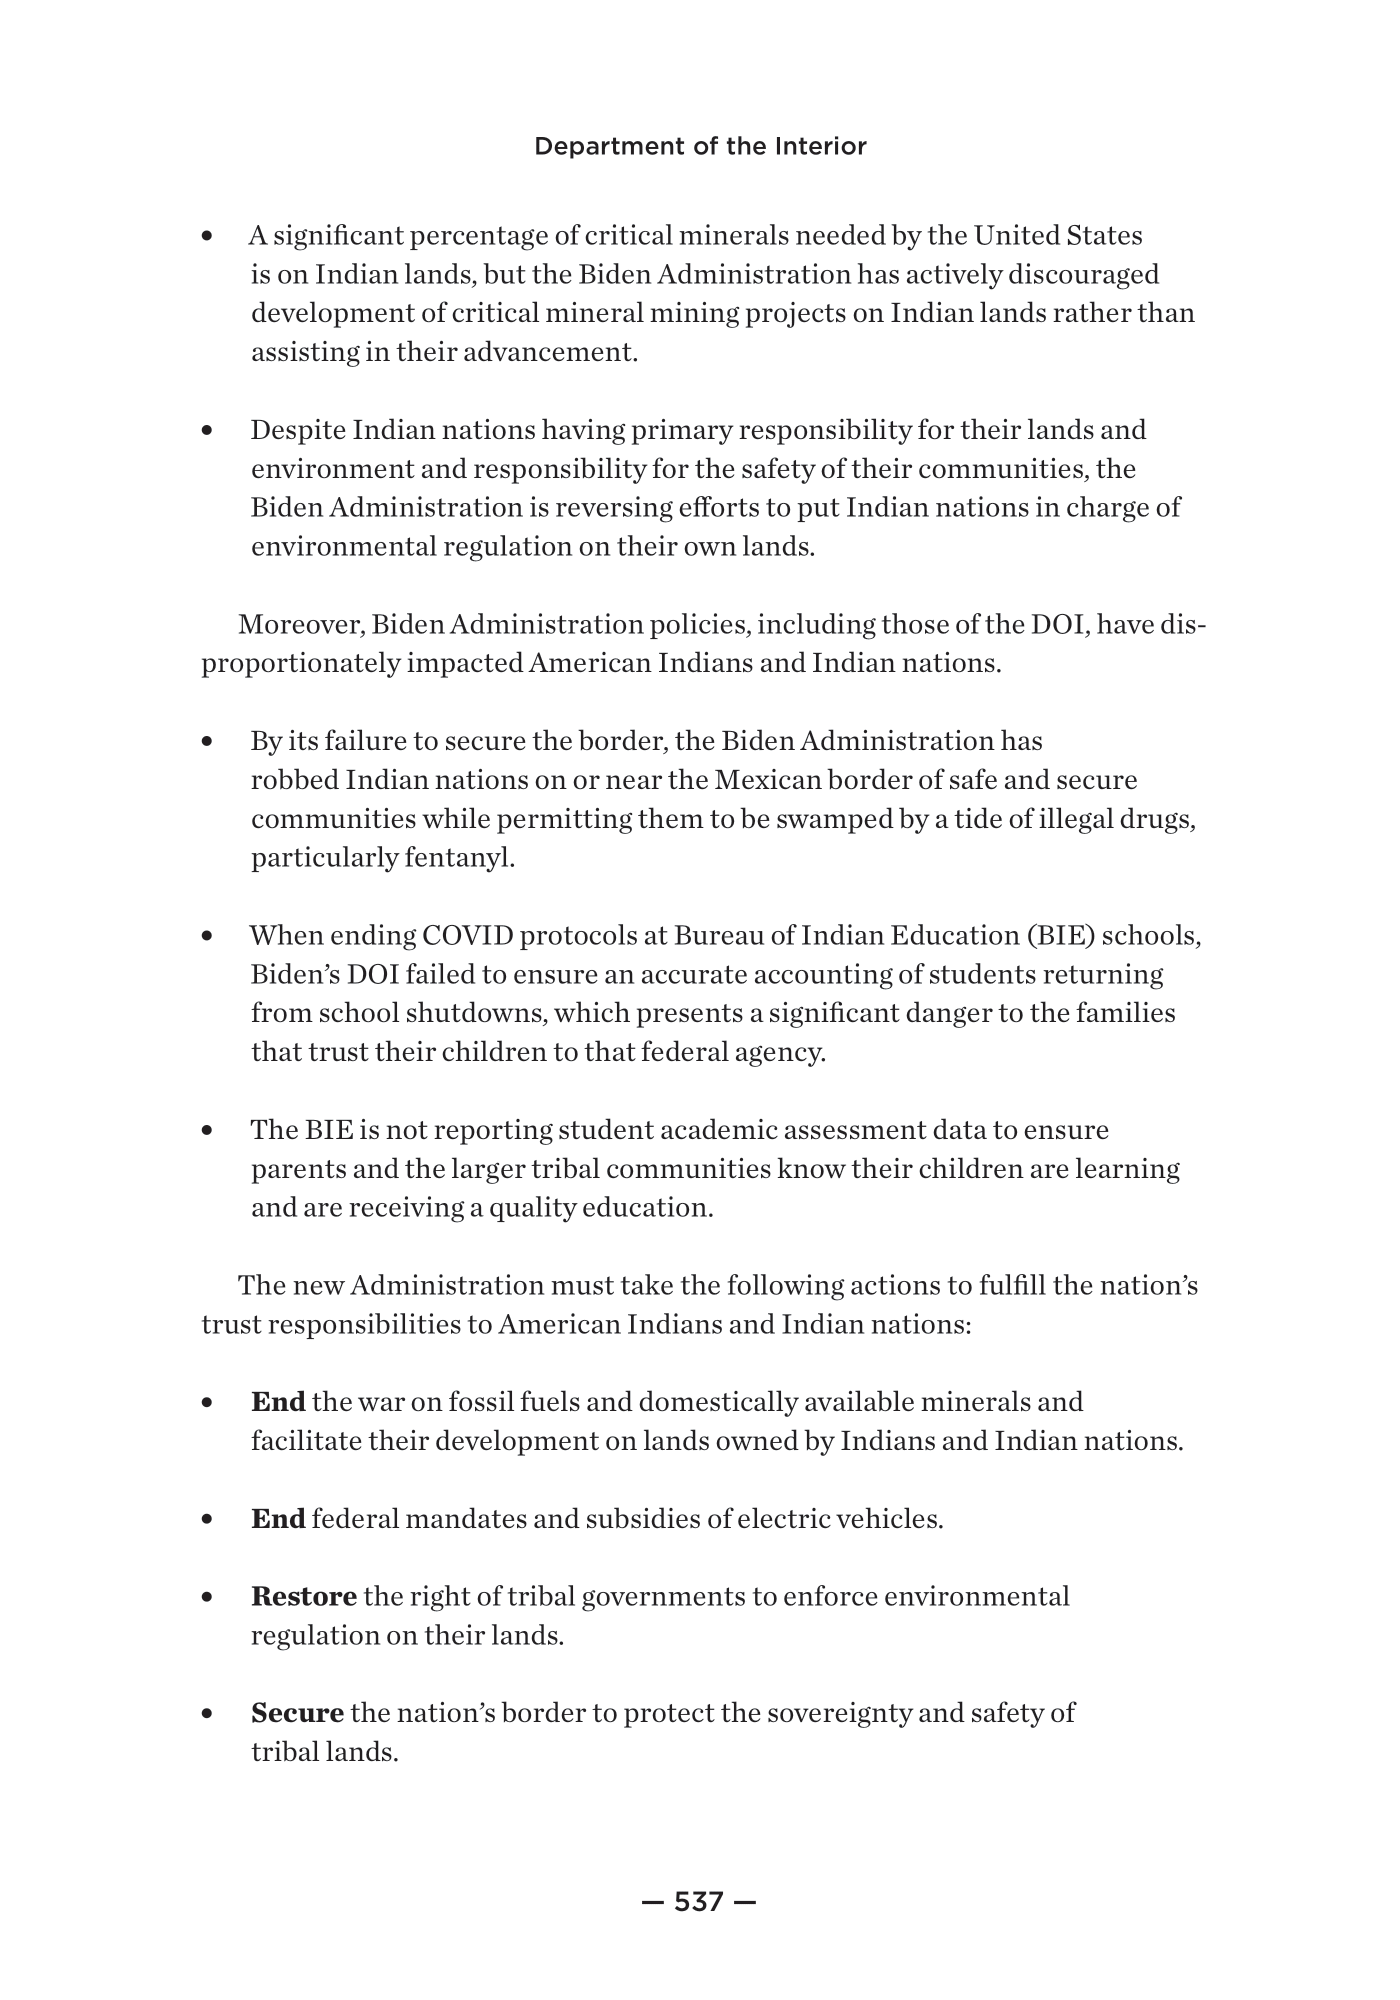 Department of the Interior
• A significant percentage of critical minerals needed by the United States
is on Indian lands, but the Biden Administration has actively discouraged
development of critical mineral mining projects on Indian lands rather than
assisting in their advancement.
• Despite Indian nations having primary responsibility for their lands and
environment and responsibility for the safety of their communities, the
Biden Administration is reversing efforts to put Indian nations in charge of
environmental regulation on their own lands.
Moreover, Biden Administration policies, including those of the DOI, have dis-
proportionately impacted American Indians and Indian nations.
• By its failure to secure the border, the Biden Administration has
robbed Indian nations on or near the Mexican border of safe and secure
communities while permitting them to be swamped by a tide of illegal drugs,
particularly fentanyl.
• When ending COVID protocols at Bureau of Indian Education (BIE) schools,
Biden’s DOI failed to ensure an accurate accounting of students returning
from school shutdowns, which presents a significant danger to the families
that trust their children to that federal agency.
• The BIE is not reporting student academic assessment data to ensure
parents and the larger tribal communities know their children are learning
and are receiving a quality education.
The new Administration must take the following actions to fulfill the nation’s
trust responsibilities to American Indians and Indian nations:
• End the war on fossil fuels and domestically available minerals and
facilitate their development on lands owned by Indians and Indian nations.
• End federal mandates and subsidies of electric vehicles.
• Restore the right of tribal governments to enforce environmental
regulation on their lands.
• Secure the nation’s border to protect the sovereignty and safety of
tribal lands.
— 537 —